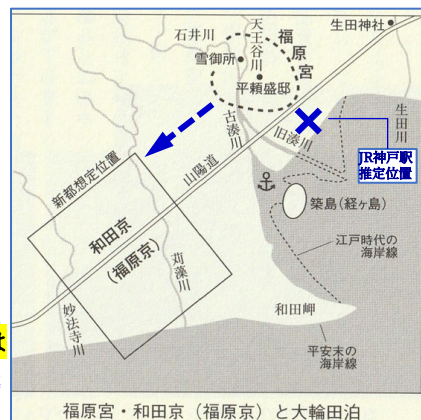 生田神社
石井川
天王谷川
福原宮
雪御所
平頼盛邸
生田川
古湊川
旧湊川
JR神戸駅
推定位置
新都想定位置
山陽道
築島(経ヶ島)
和田京
(福原京)
江戸時代の
海岸線
苅藻川
和田岬
妙法寺川
は
平安末の
海岸線
福原宮・和田京(福原京)と大輪田泊